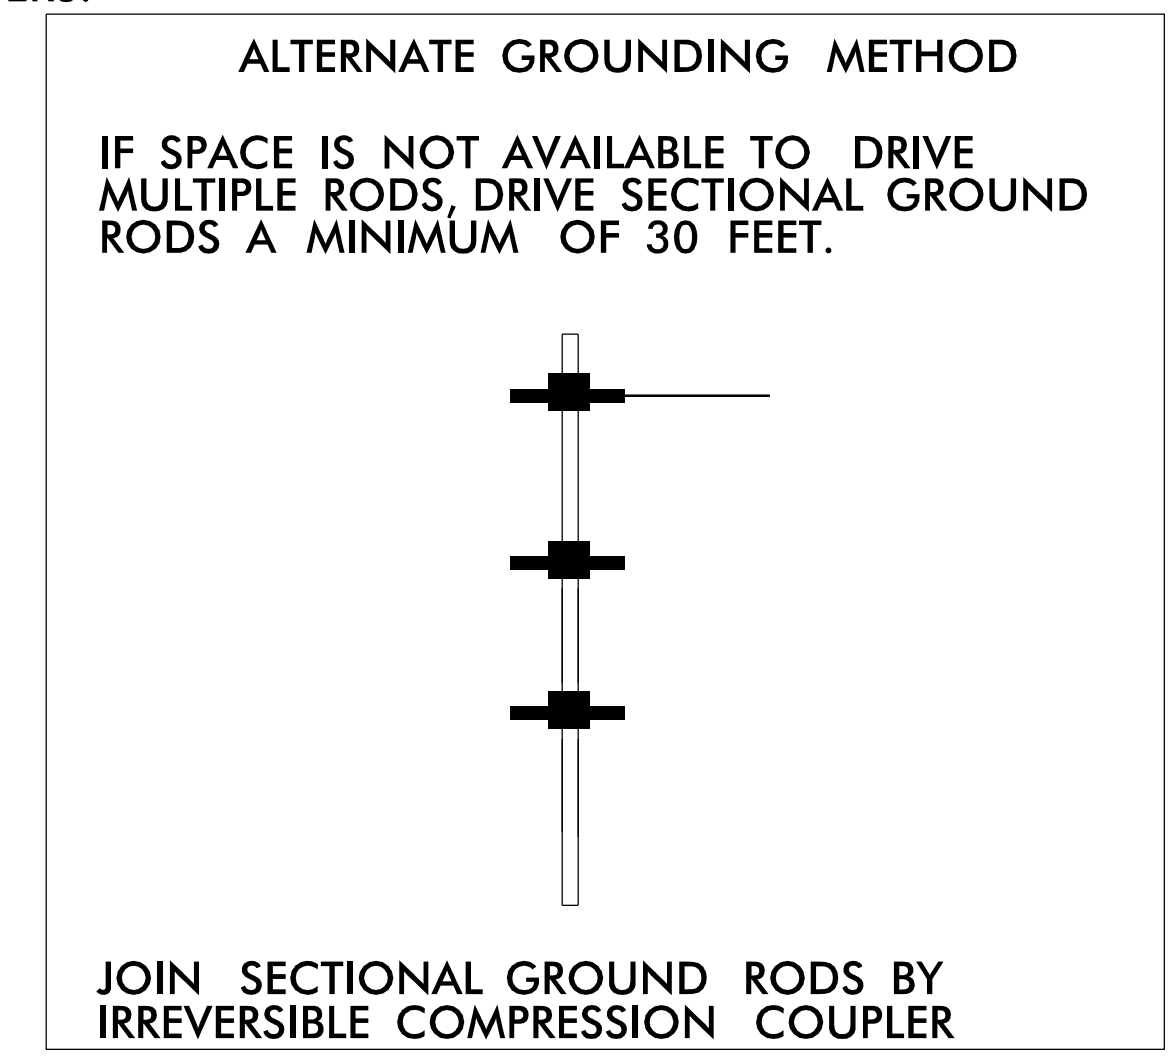 ALTERNATE GROUNDING METHOD
IF SPACE IS NOT AVAILABLE TO DRIVE
MULTIPLE RODS, DRIVE SECTIONAL GROUND
RODS A MINIMUM OF 30 FEET.
JOIN SECTIONAL GROUND RODS BY
IRREVERSIBLE COMPRESSION COUPLER